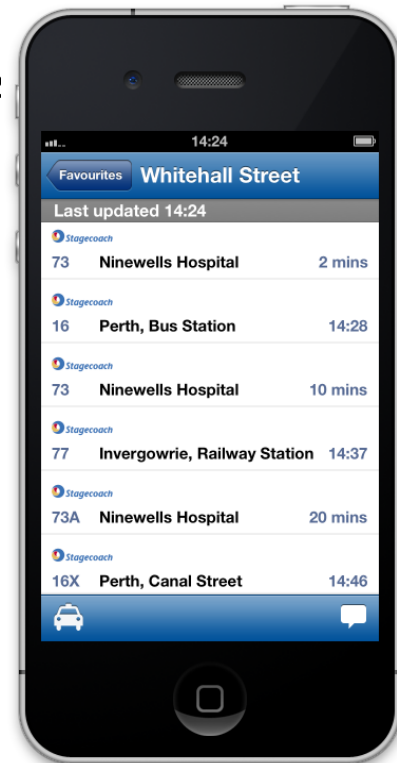 14:24
Favourites Whitehall Street
Last updated 14:24
Stagecoach
73 Ninewells Hospital 2 mins
Stagecoach
16 Perth, Bus Station 14:28
Stagecoach
73 Ninewells Hospital 10 mins
Stagecoach
77 Invergowrie, Railway Station 14:37
Stagecoach
73A Ninewells Hospital 20 mins
Stagecoach
16X Perth, Canal Street 14:46